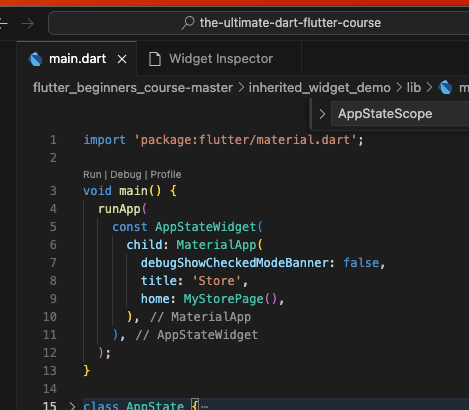 the-ultimate-dart-flutter-course
main.dart
Widget Inspector
flutter_beginners_course-master > inherited_widget_demo > lib >
AppStateScope
1 import 'package:flutter/material.dart';
2
Run | Debug | Profile
3 void main() {
4 runApp(
5 const AppStateWidget(
6 child: MaterialApp(
7 debugShowCheckedModeBanner: false,
8 title: 'Store',
9 home: MyStorePage(),
10 ), // MaterialApp
11 ), // AppStateWidget
12 );
13 }
14
15 > class AppState {…